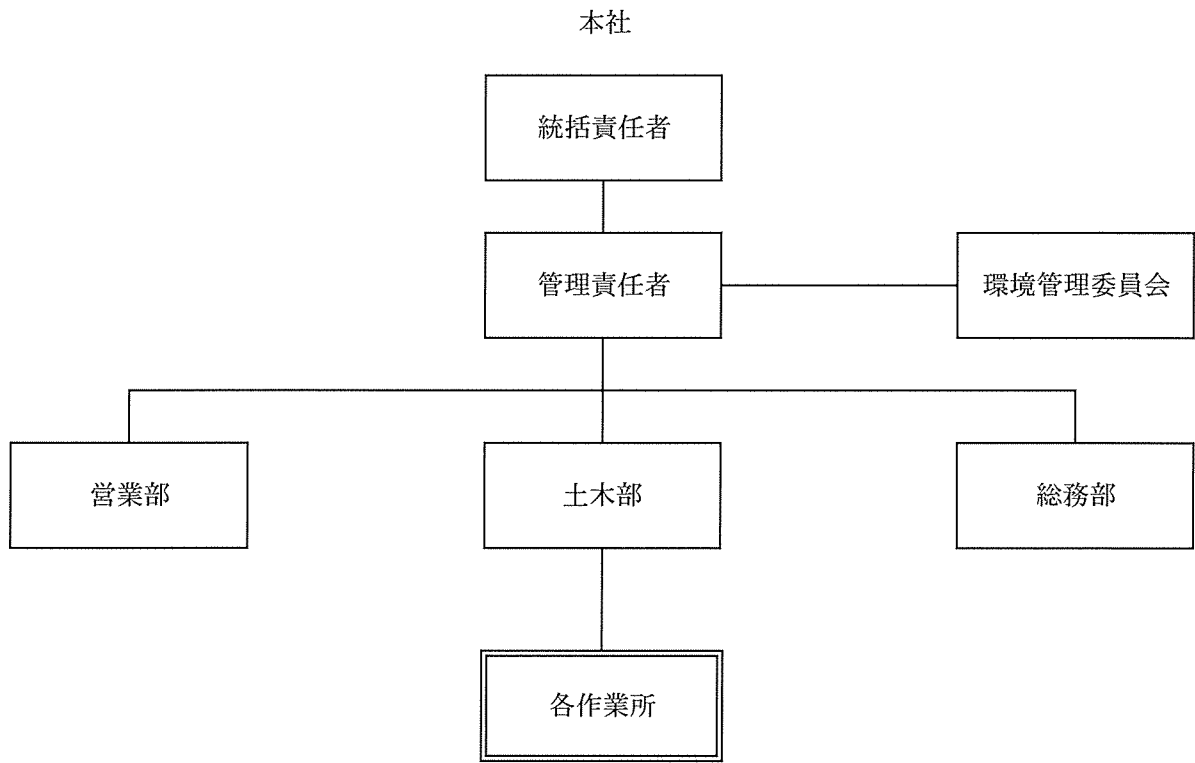 本社
統括責任者
管理責任者
環境管理委員会
営業部
土木部
総務部
各作業所